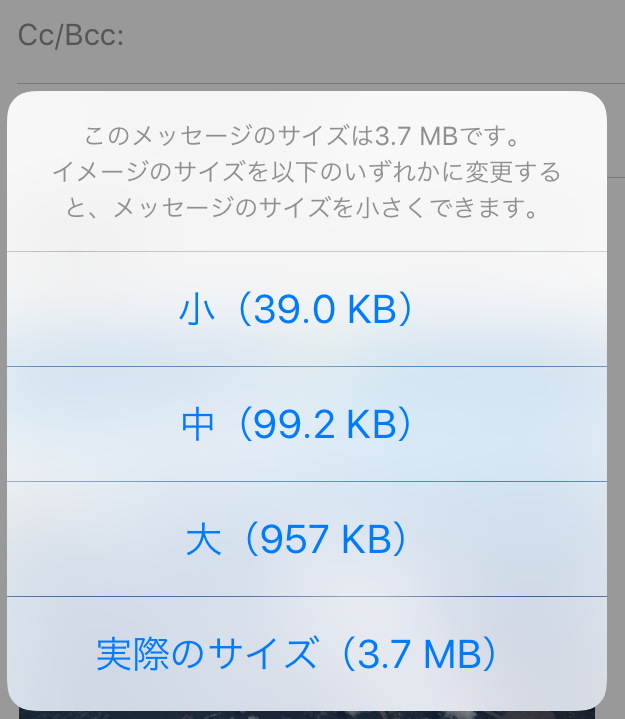 Cc/Bcc:
このメッセージのサイズは3.7 MBです。
イメージのサイズを以下のいずれかに変更する
と、メッセージのサイズを小さくできます。
小（39.0 KB）
中（99.2 KB）
大（957 KB）
実際のサイズ（3.7 MB）